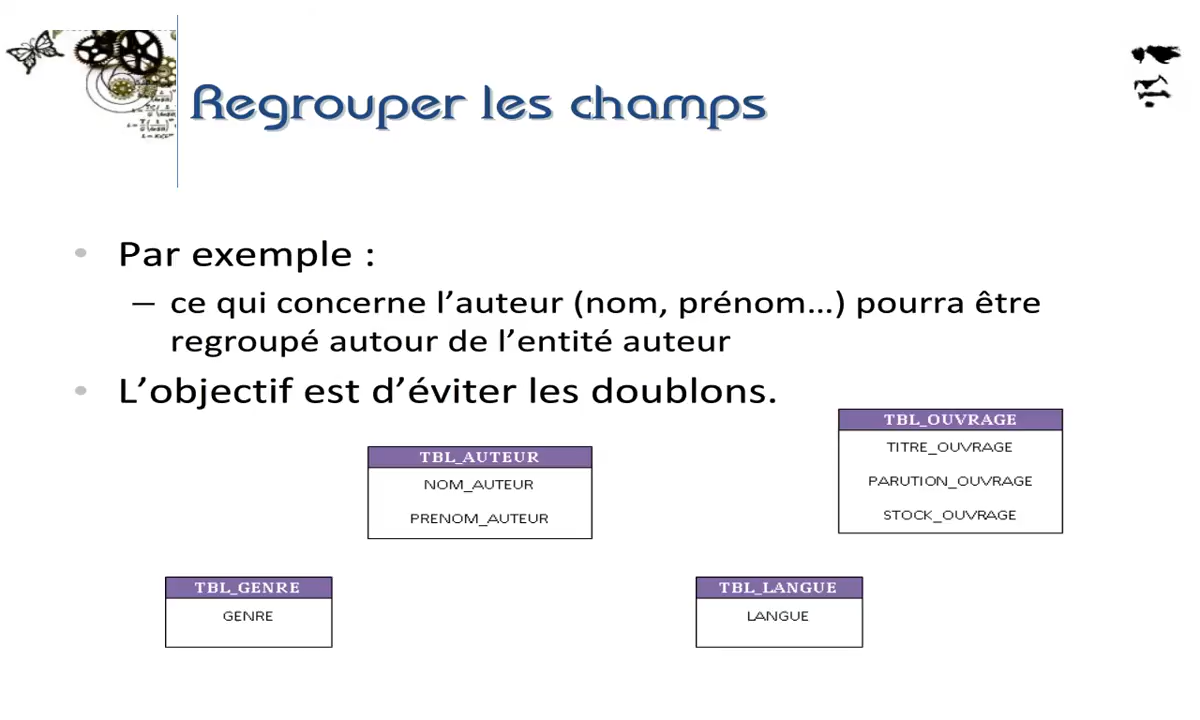 Regrouper les champs
• Par exemple :
– ce qui concerne l’auteur (nom, prénom…) pourra être
regroupé autour de l’entité auteur
• L’objectif est d’éviter les doublons.
TBL_OUVRAGE
TITRE_OUVRAGE
PARUTION_OUVRAGE
STOCK_OUVRAGE
TBL_AUTEUR
NOM_AUTEUR
PRENOM_AUTEUR
TBL_GENRE
GENRE
TBL_LANGUE
LANGUE